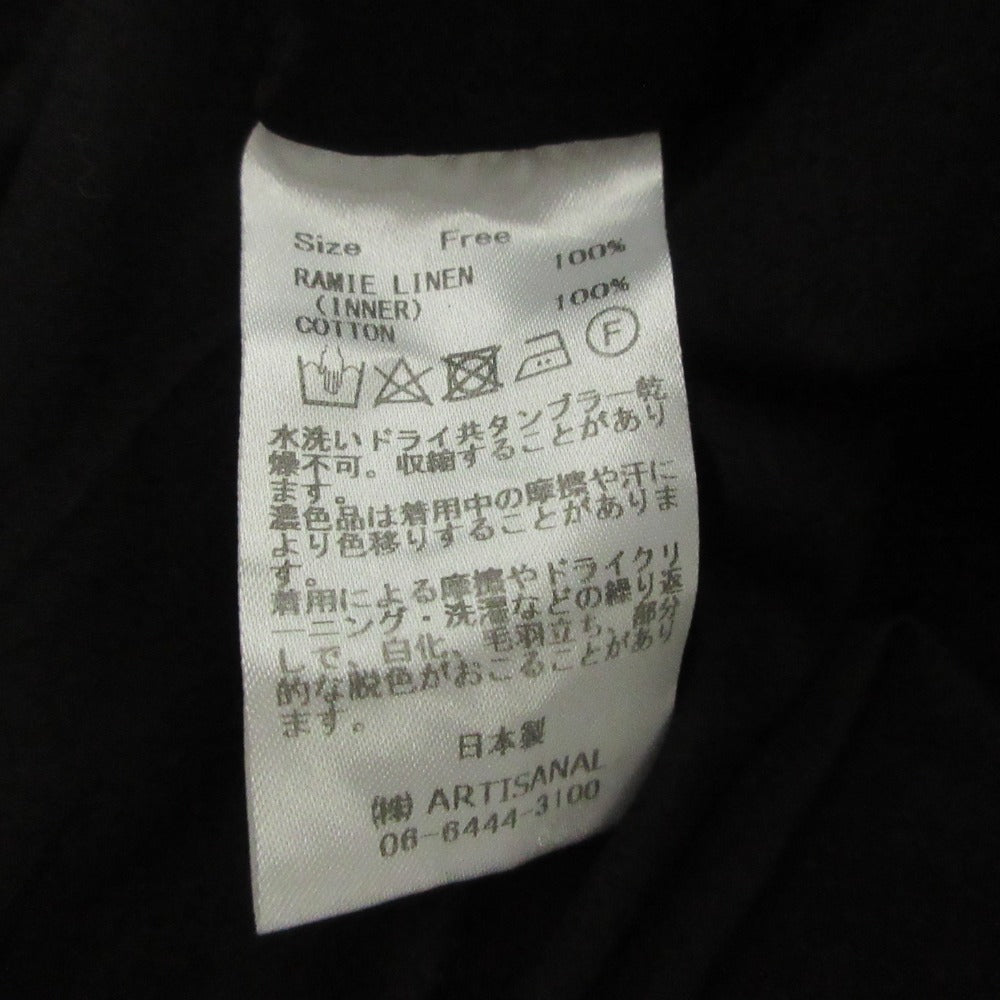 Size Free
RAMIE LINEN 100%
(INNER)
COTTON 100%
F
水洗いドライ共タンブラー乾
燥不可。収縮することがあり
ます。
濃色品は着用中の摩擦や汗に
より色移りすることがありま
す。
着用による摩擦やドライクリ
ーニング・洗濯などの繰り返
しで、白化、毛羽立ち、部分
的な脱色がおこることがあり
ます。
日本製
㈱ ARTISANAL
06-6444-3100